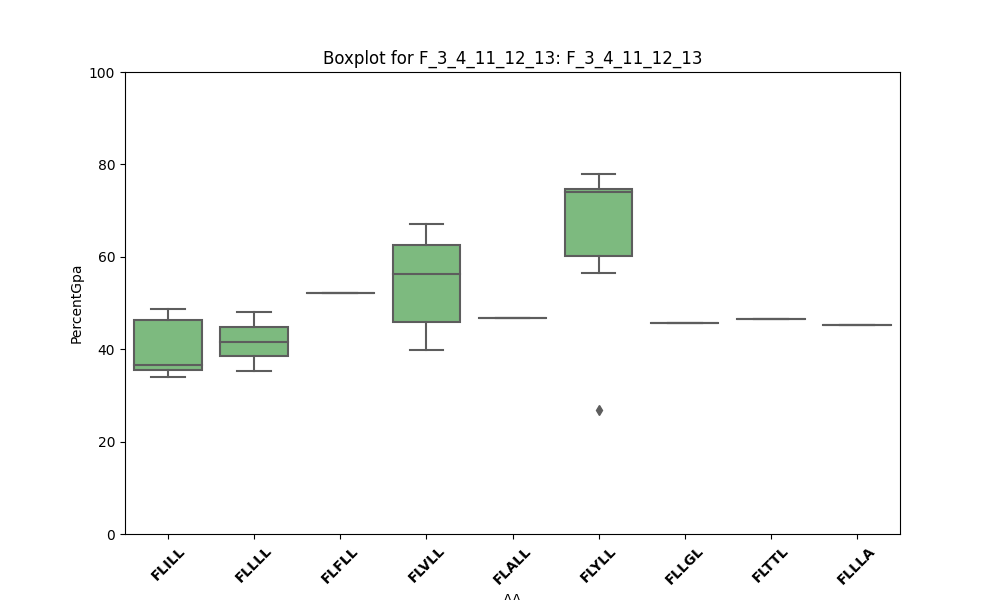 Boxplot for F_3_4_11_12_13: F_3_4_11_12_13
PercentGpa
100
80
60
40
20
0
FLILL
FLLLL
FLFLL
FLVLL
FLALL
FLYLL
FLLGL
FLTTL
FLLLA
AA